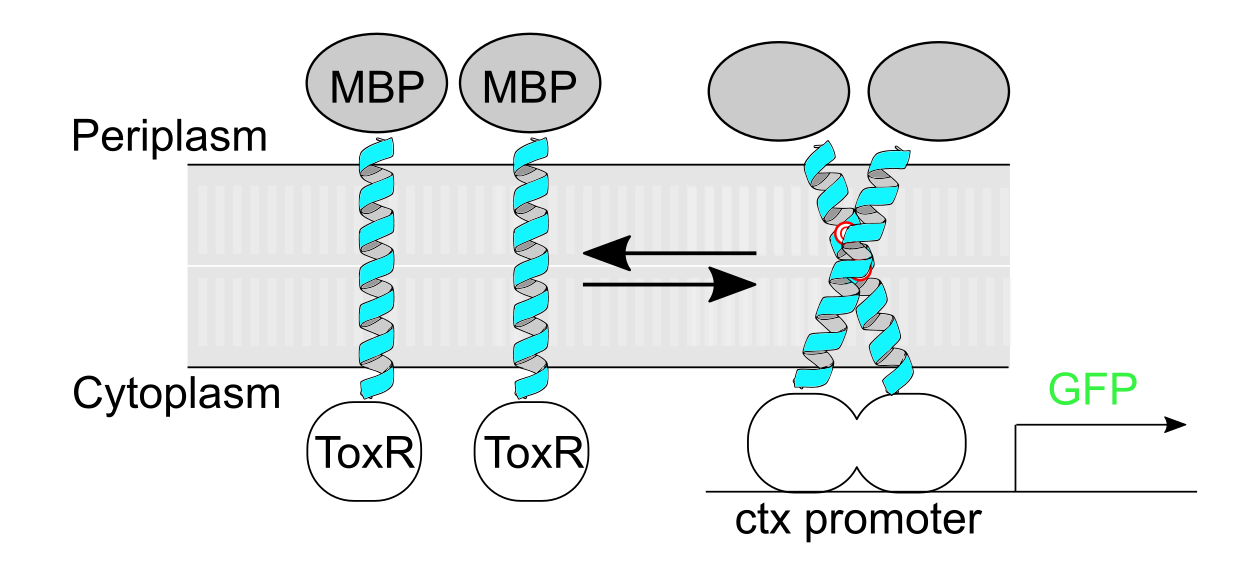 MBP MBP
Periplasm
Cytoplasm
GFP
ToxR ToxR
ctx promoter